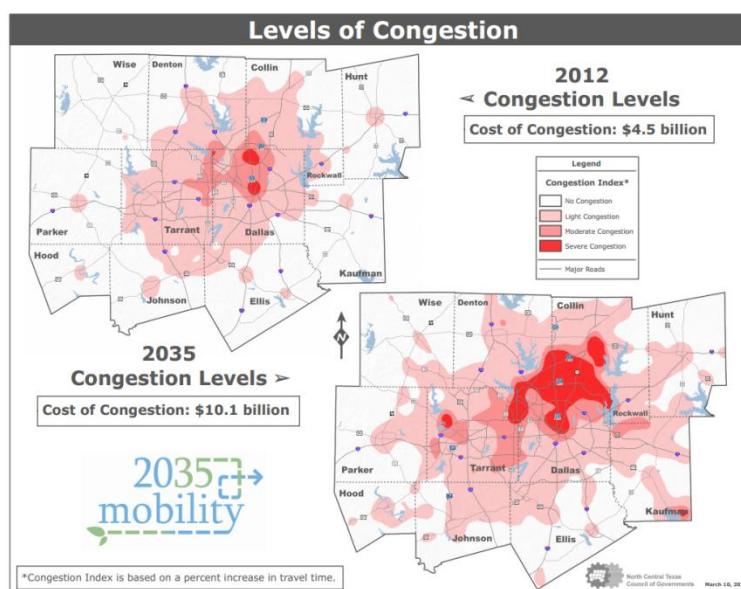 Levels of Congestion
Wise
Denton
Collin
Hunt
Rockwall
Parker
Tarrant
Dallas
Hood
Kaufman
Johnson
Ellis
2012
Congestion Levels
Cost of Congestion: $4.5 billion
Legend
Congestion Index*
No Congestion
Light Congestion
Moderate Congestion
Severe Congestion
Major Roads
N
2035
Congestion Levels
Cost of Congestion: $10.1 billion
Wise
Denton
Collin
Hunt
Rockwall
Parker
Tarrant
Dallas
Hood
Kaufman
Johnson
Ellis
2035
mobility
*Congestion Index is based on a percent increase in travel time.
North Central Texas
Council of Governments